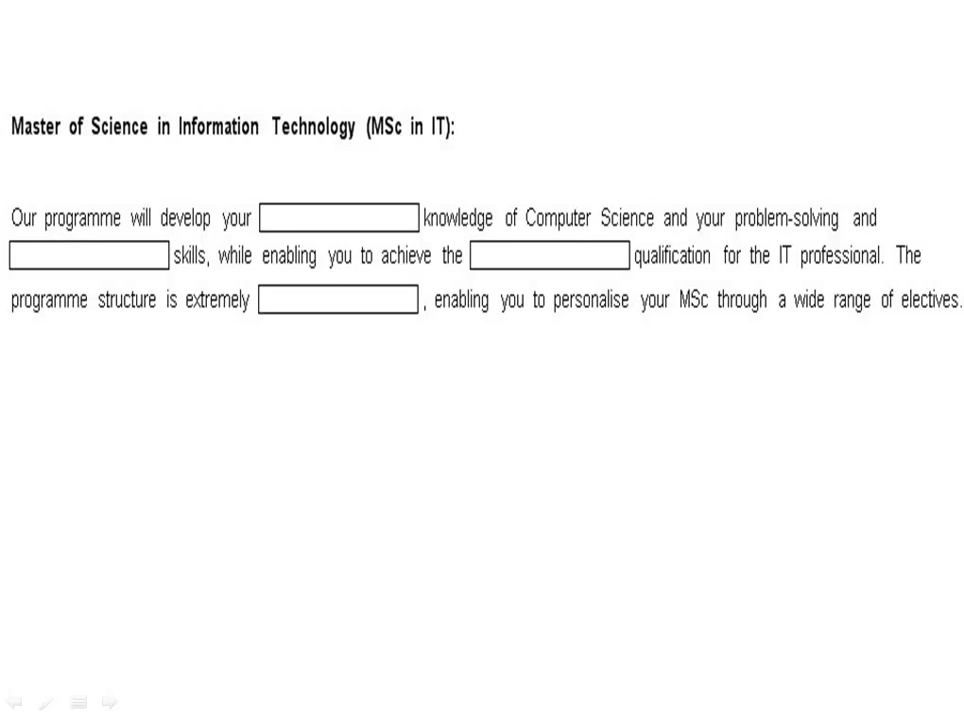 Master of Science in Information Technology (MSc in IT):
Our programme will develop your knowledge of Computer Science and your problem-solving and
skills, while enabling you to achieve the qualification for the IT professional. The
programme structure is extremely , enabling you to personalise your MSc through a wide range of electives.